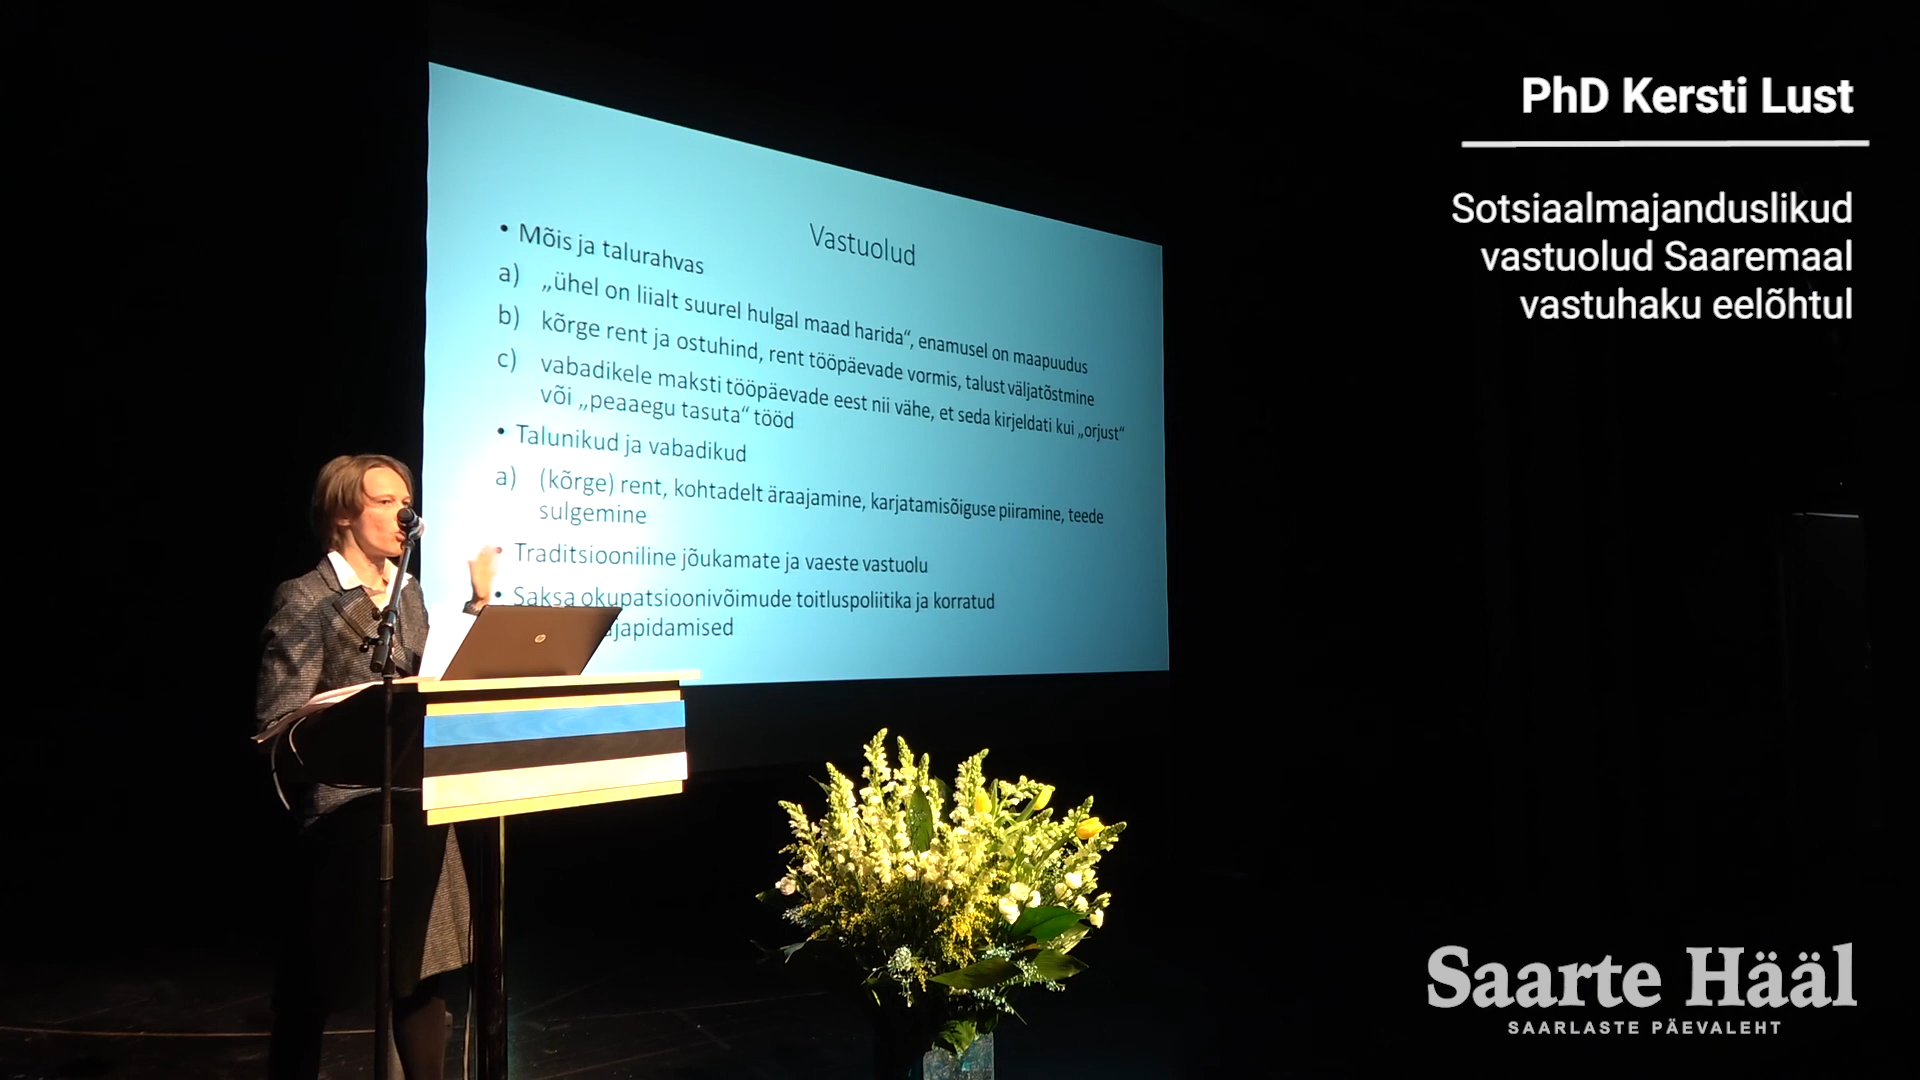 PhD Kersti Lust
Sotsiaalmajanduslikud
vastuolud Saaremaal
vastuhaku eelõhtul
Vastuolud
• Mõis ja talurahvas
a) „ühel on liialt suurel hulgal maad harida“, enamusel on maapuudus
b) kõrge rent ja ostuhind, rent tööpäevade vormis, talust väljatõstmine
c) vabadikele maksti tööpäevade eest nii vähe, et seda kirjeldati kui „orjust“
või „peaaegu tasuta“ tööd
• Talunikud ja vabadikud
a) (kõrge) rent, kohtadelt äraajamine, karjatamisõiguse piiramine, teede
sulgemine
• Traditsiooniline jõukamate ja vaeste vastuolu
• Saksa okupatsioonivõimude toitluspoliitika ja korratud
hp
Saarte Hääl
SAARLASTE PÄEVALEHT